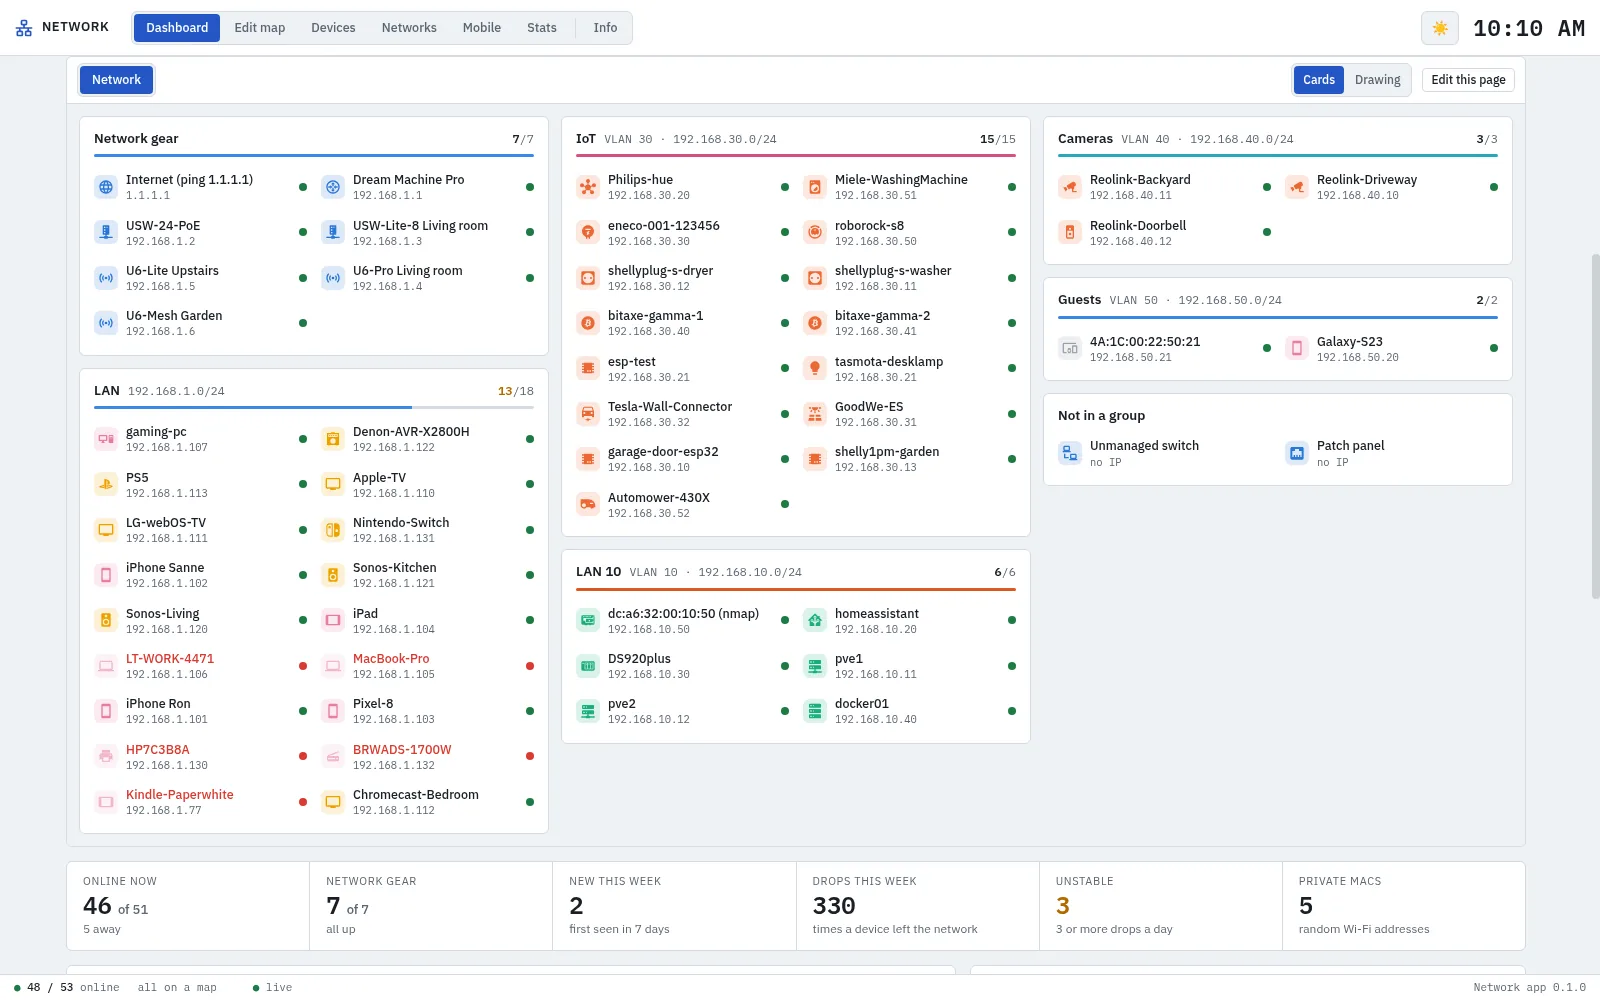 NETWORK
Dashboard Edit map Devices Networks Mobile Stats Info
10:10 AM
Network
Cards Drawing Edit this page
Network gear 7/7
Internet (ping 1.1.1.1)
1.1.1.1
Dream Machine Pro
192.168.1.1
USW-24-PoE
192.168.1.2
USW-Lite-8 Living room
192.168.1.3
U6-Lite Upstairs
192.168.1.5
U6-Pro Living room
192.168.1.4
U6-Mesh Garden
192.168.1.6
LAN 192.168.1.0/24 13/18
gaming-pc
192.168.1.107
Denon-AVR-X2800H
192.168.1.122
PS5
192.168.1.113
Apple-TV
192.168.1.110
LG-webOS-TV
192.168.1.111
Nintendo-Switch
192.168.1.131
iPhone Sanne
192.168.1.102
Sonos-Kitchen
192.168.1.121
Sonos-Living
192.168.1.120
iPad
192.168.1.104
LT-WORK-4471
192.168.1.106
MacBook-Pro
192.168.1.105
iPhone Ron
192.168.1.101
Pixel-8
192.168.1.103
HP7C3B8A
192.168.1.130
BRWADS-1700W
192.168.1.132
Kindle-Paperwhite
192.168.1.77
Chromecast-Bedroom
192.168.1.112
IoT VLAN 30 · 192.168.30.0/24 15/15
Philips-hue
192.168.30.20
Miele-WashingMachine
192.168.30.51
eneco-001-123456
192.168.30.30
roborock-s8
192.168.30.50
shellyplug-s-dryer
192.168.30.12
shellyplug-s-washer
192.168.30.11
bitaxe-gamma-1
192.168.30.40
bitaxe-gamma-2
192.168.30.41
esp-test
192.168.30.21
tasmota-desklamp
192.168.30.21
Tesla-Wall-Connector
192.168.30.32
GoodWe-ES
192.168.30.31
garage-door-esp32
192.168.30.10
shelly1pm-garden
192.168.30.13
Automower-430X
192.168.30.52
LAN 10 VLAN 10 · 192.168.10.0/24 6/6
dc:a6:32:00:10:50 (nmap)
192.168.10.50
homeassistant
192.168.10.20
DS920plus
192.168.10.30
pve1
192.168.10.11
pve2
192.168.10.12
docker01
192.168.10.40
Cameras VLAN 40 · 192.168.40.0/24 3/3
Reolink-Backyard
192.168.40.11
Reolink-Driveway
192.168.40.10
Reolink-Doorbell
192.168.40.12
Guests VLAN 50 · 192.168.50.0/24 2/2
4A:1C:00:22:50:21
192.168.50.21
Galaxy-S23
192.168.50.20
Not in a group
Unmanaged switch
no IP
Patch panel
no IP
ONLINE NOW
46 of 51
5 away
NETWORK GEAR
7 of 7
all up
NEW THIS WEEK
2
first seen in 7 days
DROPS THIS WEEK
330
times a device left the network
UNSTABLE
3
3 or more drops a day
PRIVATE MACS
5
random Wi-Fi addresses
48 / 53 online all on a map live
Network app 0.1.0